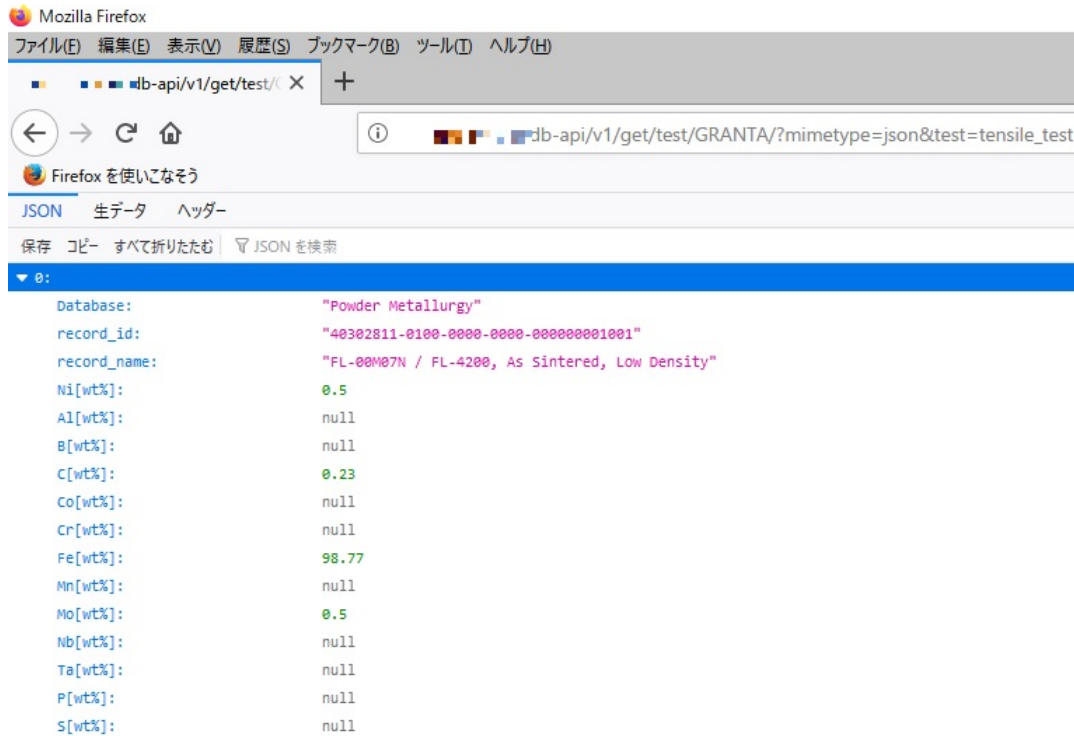 Mozilla Firefox
ファイル(F) 編集(E) 表示(V) 履歴(S) ブックマーク(B) ツール(T) ヘルプ(H)
db-api/v1/get/test/
db-api/v1/get/test/GRANTA/?mimetype=json&test=tensile_test
Firefox を使いこなそう
JSON 生データ ヘッダー
保存 コピー すべて折りたたむ JSON を検索
0:
Database: "Powder Metallurgy"
record_id: "40302811-0100-0000-0000-000000001001"
record_name: "FL-00M07N / FL-4200, As Sintered, Low Density"
Ni[wt%]: 0.5
Al[wt%]: null
B[wt%]: null
C[wt%]: 0.23
Co[wt%]: null
Cr[wt%]: null
Fe[wt%]: 98.77
Mn[wt%]: null
Mo[wt%]: 0.5
Nb[wt%]: null
Ta[wt%]: null
P[wt%]: null
S[wt%]: null